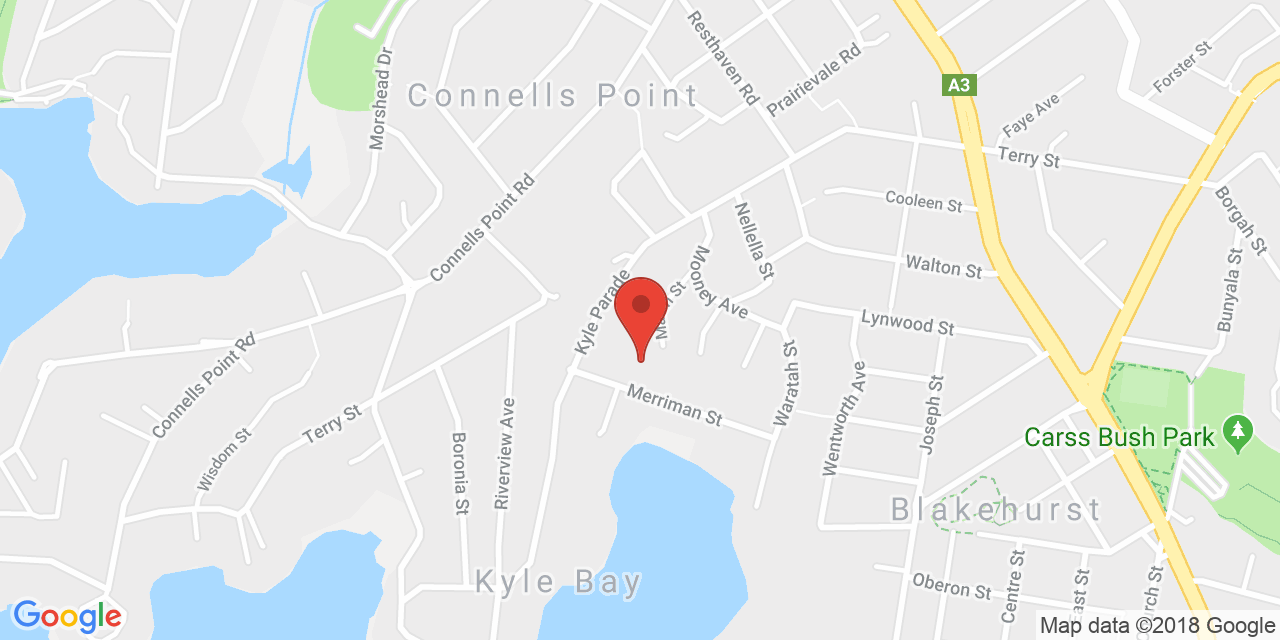 Resthaven Rd
Prairievale Rd
Forster St
A3
Connells Point
Morshead Dr
Faye Ave
Terry St
Connells Point Rd
Cooleen St
Borgah St
Nellella St
Mooney Ave
Walton St
Bunyala St
Kyle Parade
St
Lynwood St
Connells Point Rd
Waratah St
Merriman St
Wentworth Ave
Joseph St
Terry St
Wisdom St
Boronia St
Riverview Ave
Carss Bush Park
Blakehurst
Kyle Bay
Oberon St
Centre St
Google
Map data ©2018 Google